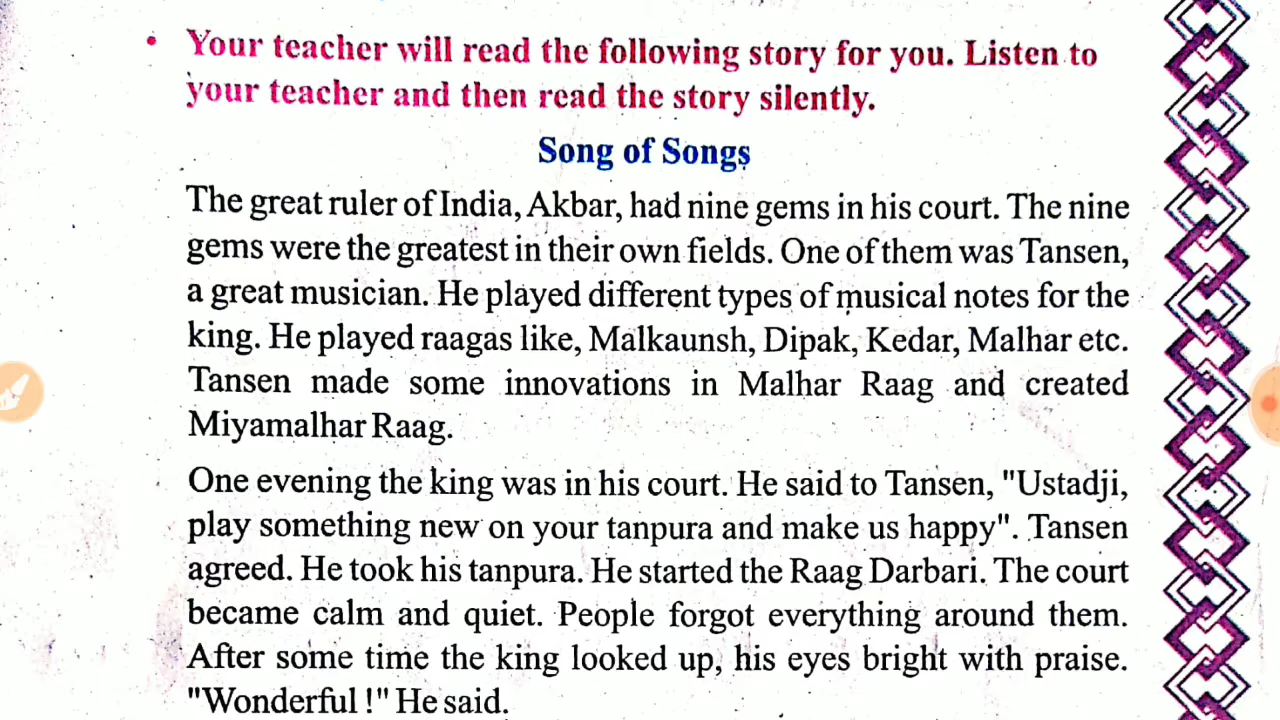 • Your teacher will read the following story for you. Listen to
your teacher and then read the story silently.
Song of Songs
The great ruler of India, Akbar, had nine gems in his court. The nine
gems were the greatest in their own fields. One of them was Tansen,
a great musician. He played different types of musical notes for the
king. He played raagas like, Malkaunsh, Dipak, Kedar, Malhar etc.
Tansen made some innovations in Malhar Raag and created
Miyamalhar Raag.
One evening the king was in his court. He said to Tansen, "Ustadji,
play something new on your tanpura and make us happy". Tansen
agreed. He took his tanpura. He started the Raag Darbari. The court
became calm and quiet. People forgot everything around them.
After some time the king looked up, his eyes bright with praise.
"Wonderful !" He said.